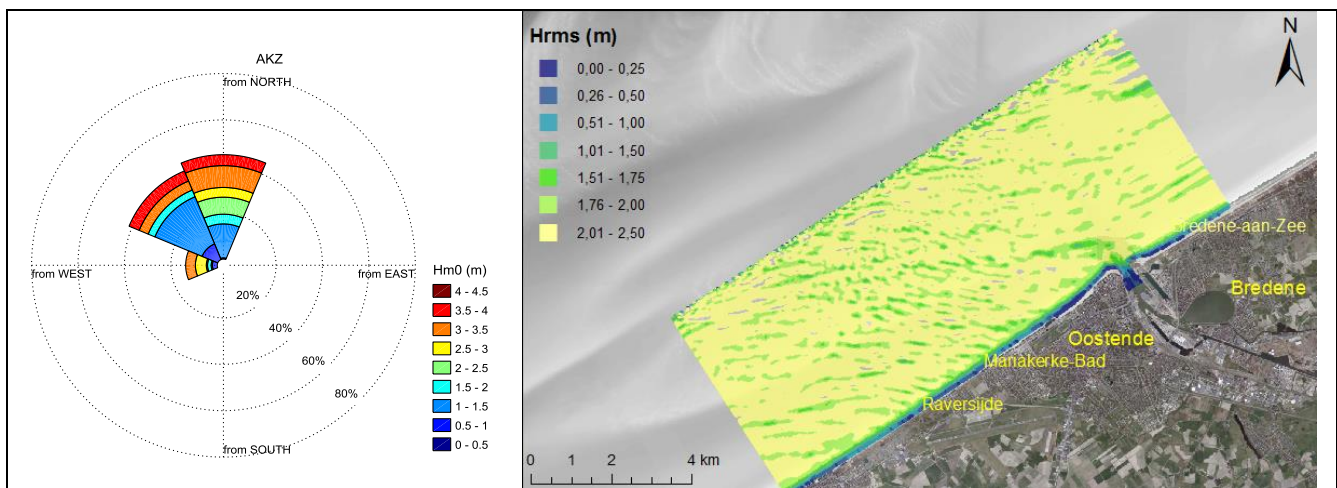 AKZ
from NORTH
from WEST
from EAST
from SOUTH
20%
40%
60%
80%
Hm0 (m)
4 - 4.5
3.5 - 4
3 - 3.5
2.5 - 3
2 - 2.5
1.5 - 2
1 - 1.5
0.5 - 1
0 - 0.5
Hrms (m)
0,00 - 0,25
0,26 - 0,50
0,51 - 1,00
1,01 - 1,50
1,51 - 1,75
1,76 - 2,00
2,01 - 2,50
N
Bredene-aan-Zee
Bredene
Oostende
Mariakerke-Bad
Raversijde
0 1 2 4 km